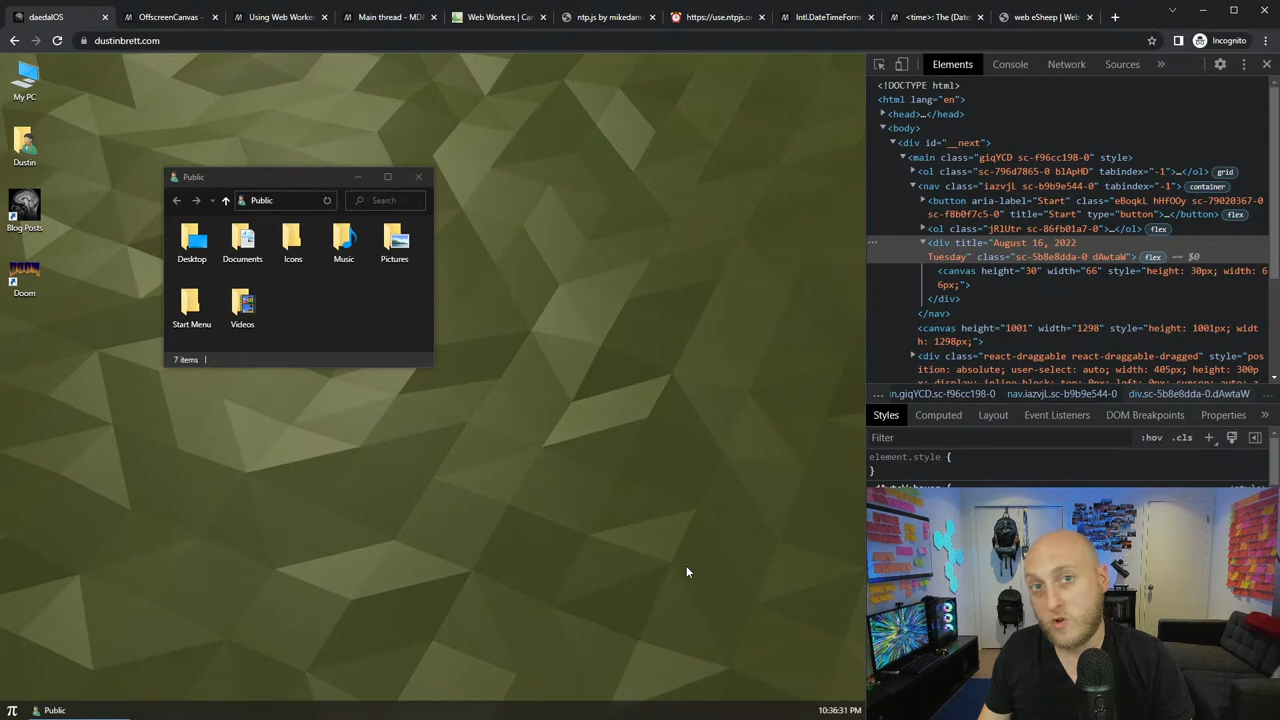 daedalOS
OffscreenCanvas
Using Web Worke
Main thread - MD
Web Workers | Can
ntp.js by mikedam
https://use.ntpjs.or
Intl.DateTimeForm
<time>: The (Date
web eSheep | Web
dustinbrett.com
Incognito
My PC
Dustin
Blog Posts
Doom
Public
Public
Search
Desktop
Documents
Icons
Music
Pictures
Start Menu
Videos
7 items
Public
10:36:31 PM
Elements
Console
Network
Sources
<!DOCTYPE html>
<html lang="en">
<head>…</head>
<body>
<div id="__next">
<main class="giqYCD sc-f96cc198-0" style>
<ol class="sc-796d7865-0 blApHD" tabindex="-1">…</ol> grid
<nav class="iazvjL sc-b9b9e544-0" tabindex="-1"> container
<button aria-label="Start" class="eBoqkL hHfOOy sc-79020367-0
sc-f8b0f7c5-0" title="Start" type="button">…</button> flex
<ol class="jRlUtr sc-86fb01a7-0">…</ol> flex
<div title="August 16, 2022
Tuesday" class="sc-5b8e8dda-0 dAwtaW"> flex == $0
<canvas height="30" width="66" style="height: 30px; width: 6
6px;">
</div>
</nav>
<canvas height="1001" width="1298" style="height: 1001px; widt
h: 1298px;">
<div class="react-draggable react-draggable-dragged" style="pos
ition: absolute; user-select: auto; width: 405px; height: 300p
… in.giqYCD.sc-f96cc198-0 nav.iazvjL.sc-b9b9e544-0 div.sc-5b8e8dda-0.dAwtaW …
Styles
Computed
Layout
Event Listeners
DOM Breakpoints
Properties
Filter
:hov .cls
element.style {
}